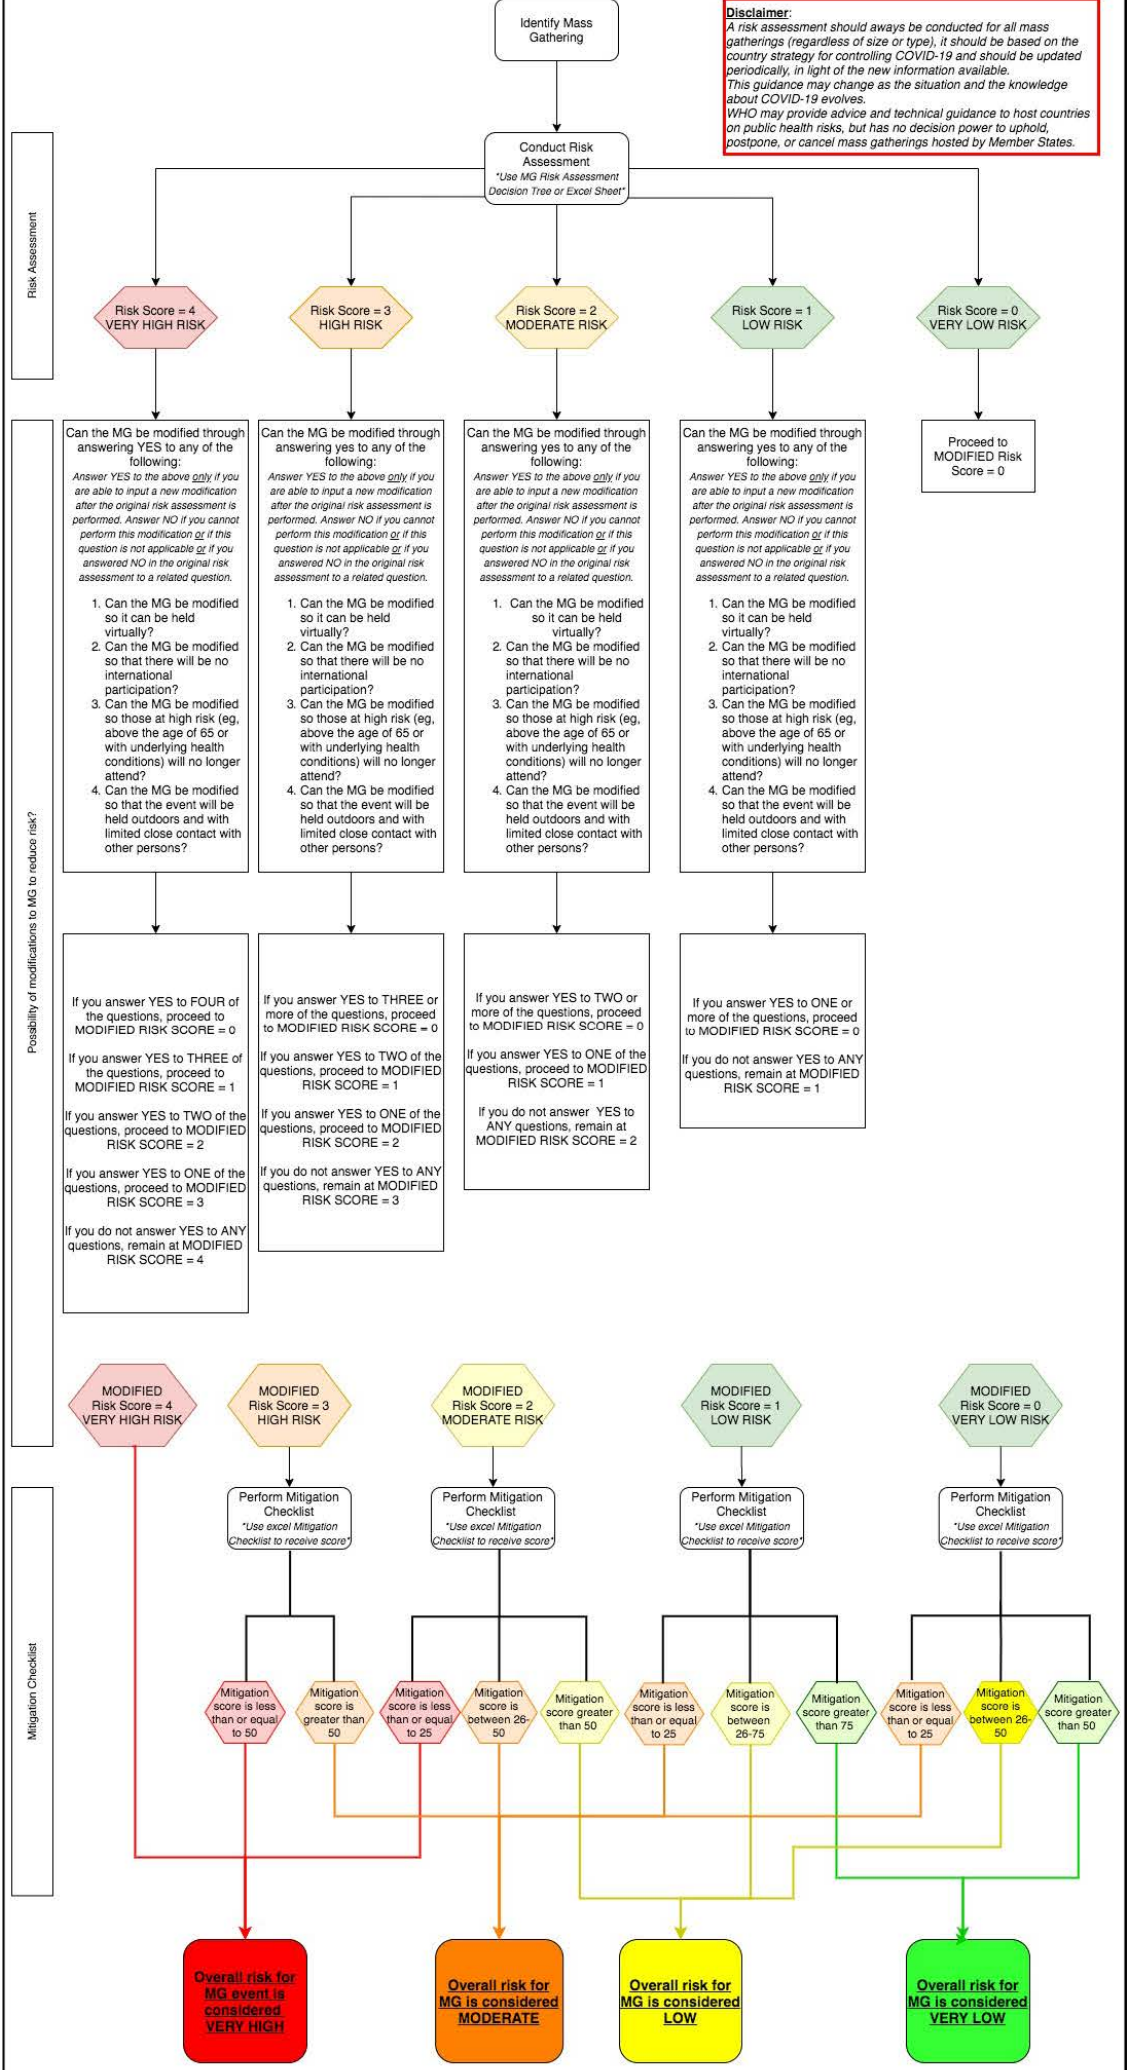 Identify Mass
Gathering
Disclaimer:
A risk assessment should aways be conducted for all mass
gatherings (regardless of size or type), it should be based on the
country strategy for controlling COVID-19 and should be updated
periodically, in light of the new information available.
This guidance may change as the situation and the knowledge
about COVID-19 evolves.
WHO may provide advice and technical guidance to host countries
on public health risks, but has no decision power to uphold,
postpone, or cancel mass gatherings hosted by Member States.
Risk Assessment
Conduct Risk
Assessment
*Use MG Risk Assessment
Decision Tree or Excel Sheet*
Risk Score = 4
VERY HIGH RISK
Risk Score = 3
HIGH RISK
Risk Score = 2
MODERATE RISK
Risk Score = 1
LOW RISK
Risk Score = 0
VERY LOW RISK
Possibility of modifications to MG to reduce risk?
Can the MG be modified through
answering YES to any of the
following:
Answer YES to the above only if you
are able to input a new modification
after the original risk assessment is
performed. Answer NO if you cannot
perform this modification or if this
question is not applicable or if you
answered NO in the original risk
assessment to a related question.
1. Can the MG be modified
so it can be held
virtually?
2. Can the MG be modified
so that there will be no
international
participation?
3. Can the MG be modified
so those at high risk (eg,
above the age of 65 or
with underlying health
conditions) will no longer
attend?
4. Can the MG be modified
so that the event will be
held outdoors and with
limited close contact with
other persons?
Can the MG be modified through
answering yes to any of the
following:
Answer YES to the above only if you
are able to input a new modification
after the original risk assessment is
performed. Answer NO if you cannot
perform this modification or if this
question is not applicable or if you
answered NO in the original risk
assessment to a related question.
1. Can the MG be modified
so it can be held
virtually?
2. Can the MG be modified
so that there will be no
international
participation?
3. Can the MG be modified
so those at high risk (eg,
above the age of 65 or
with underlying health
conditions) will no longer
attend?
4. Can the MG be modified
so that the event will be
held outdoors and with
limited close contact with
other persons?
Can the MG be modified through
answering yes to any of the
following:
Answer YES to the above only if you
are able to input a new modification
after the original risk assessment is
performed. Answer NO if you cannot
perform this modification or if this
question is not applicable or if you
answered NO in the original risk
assessment to a related question.
1. Can the MG be modified
so it can be held
virtually?
2. Can the MG be modified
so that there will be no
international
participation?
3. Can the MG be modified
so those at high risk (eg,
above the age of 65 or
with underlying health
conditions) will no longer
attend?
4. Can the MG be modified
so that the event will be
held outdoors and with
limited close contact with
other persons?
Can the MG be modified through
answering yes to any of the
following:
Answer YES to the above only if you
are able to input a new modification
after the original risk assessment is
performed. Answer NO if you cannot
perform this modification or if this
question is not applicable or if you
answered NO in the original risk
assessment to a related question.
1. Can the MG be modified
so it can be held
virtually?
2. Can the MG be modified
so that there will be no
international
participation?
3. Can the MG be modified
so those at high risk (eg,
above the age of 65 or
with underlying health
conditions) will no longer
attend?
4. Can the MG be modified
so that the event will be
held outdoors and with
limited close contact with
other persons?
Proceed to
MODIFIED Risk
Score = 0
If you answer YES to FOUR of
the questions, proceed to
MODIFIED RISK SCORE = 0
If you answer YES to THREE of
the questions, proceed to
MODIFIED RISK SCORE = 1
If you answer YES to TWO of the
questions, proceed to MODIFIED
RISK SCORE = 2
If you answer YES to ONE of the
questions, proceed to MODIFIED
RISK SCORE = 3
If you do not answer YES to ANY
questions, remain at MODIFIED
RISK SCORE = 4
If you answer YES to THREE or
more of the questions, proceed
to MODIFIED RISK SCORE = 0
If you answer YES to TWO of the
questions, proceed to MODIFIED
RISK SCORE = 1
If you answer YES to ONE of the
questions, proceed to MODIFIED
RISK SCORE = 2
If you do not answer YES to ANY
questions, remain at MODIFIED
RISK SCORE = 3
If you answer YES to TWO or
more of the questions, proceed
to MODIFIED RISK SCORE = 0
If you answer YES to ONE of the
questions, proceed to MODIFIED
RISK SCORE = 1
If you do not answer YES to
ANY questions, remain at
MODIFIED RISK SCORE = 2
If you answer YES to ONE or
more of the questions, proceed
to MODIFIED RISK SCORE = 0
If you do not answer YES to ANY
questions, remain at MODIFIED
RISK SCORE = 1
MODIFIED
Risk Score = 4
VERY HIGH RISK
MODIFIED
Risk Score = 3
HIGH RISK
MODIFIED
Risk Score = 2
MODERATE RISK
MODIFIED
Risk Score = 1
LOW RISK
MODIFIED
Risk Score = 0
VERY LOW RISK
Mitigation Checklist
Perform Mitigation
Checklist
*Use excel Mitigation
Checklist to receive score*
Perform Mitigation
Checklist
*Use excel Mitigation
Checklist to receive score*
Perform Mitigation
Checklist
*Use excel Mitigation
Checklist to receive score*
Perform Mitigation
Checklist
*Use excel Mitigation
Checklist to receive score*
Mitigation
score is less
than or equal
to 50
Mitigation
score is
greater than
50
Mitigation
score is less
than or equal
to 25
Mitigation
score is
between 26-
50
Mitigation
score greater
than 50
Mitigation
score is less
than or equal
to 25
Mitigation
score is
between
26-75
Mitigation
score greater
than 75
Mitigation
score is less
than or equal
to 25
Mitigation
score is
between 26-
50
Mitigation
score greater
than 50
Overall risk for
MG event is
considered
VERY HIGH
Overall risk for
MG is considered
MODERATE
Overall risk for
MG is considered
LOW
Overall risk for
MG is considered
VERY LOW